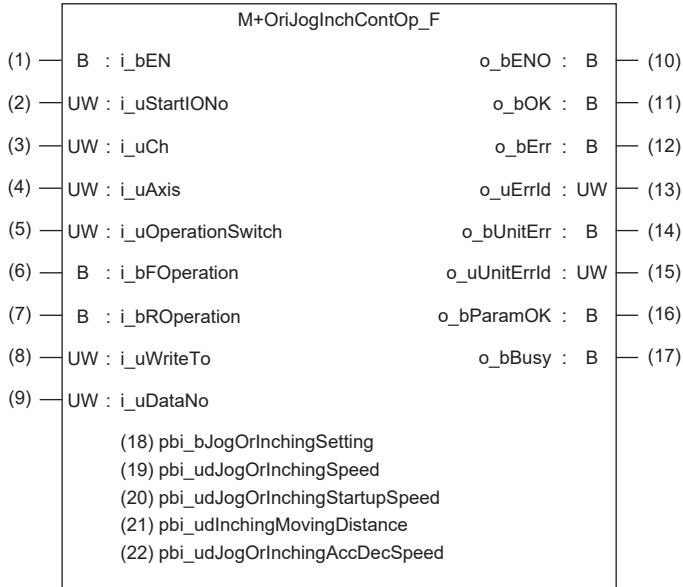 M+OriJogInchContOp_F
(1) B : i_bEN o_bENO : B (10)
(2) UW : i_uStartIONo o_bOK : B (11)
(3) UW : i_uCh o_bErr : B (12)
(4) UW : i_uAxis o_uErrId : UW (13)
(5) UW : i_uOperationSwitch o_bUnitErr : B (14)
(6) B : i_bFOperation o_uUnitErrId : UW (15)
(7) B : i_bROperation o_bParamOK : B (16)
(8) UW : i_uWriteTo o_bBusy : B (17)
(9) UW : i_uDataNo
(18) pbi_bJogOrInchingSetting
(19) pbi_udJogOrInchingSpeed
(20) pbi_udJogOrInchingStartupSpeed
(21) pbi_udInchingMovingDistance
(22) pbi_udJogOrInchingAccDecSpeed